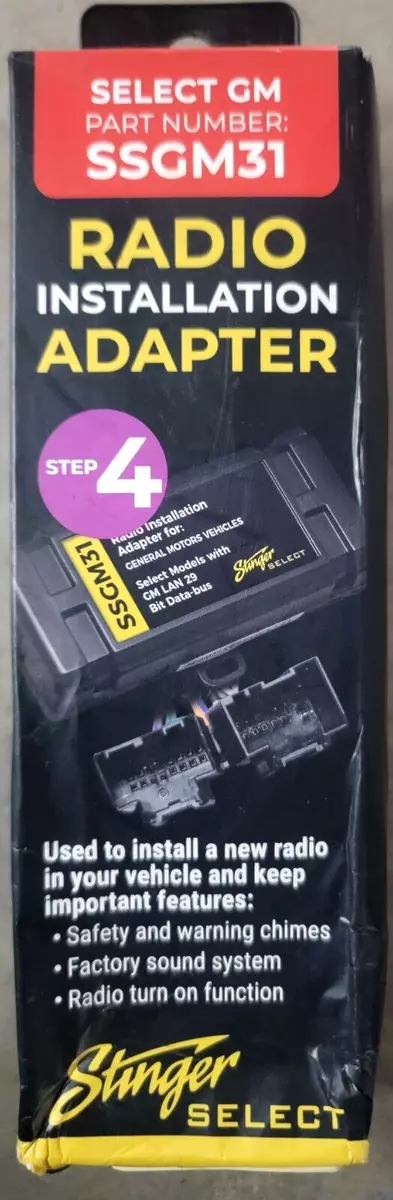 SELECT GM
PART NUMBER:
SSGM31
RADIO
INSTALLATION
ADAPTER
STEP 4
SSGM31
Radio Installation
Adapter for:
GENERAL MOTORS VEHICLES
Select Models with
GM LAN 29
Bit Data-bus
Stinger
SELECT
Used to install a new radio
in your vehicle and keep
important features:
• Safety and warning chimes
• Factory sound system
• Radio turn on function
Stinger
SELECT